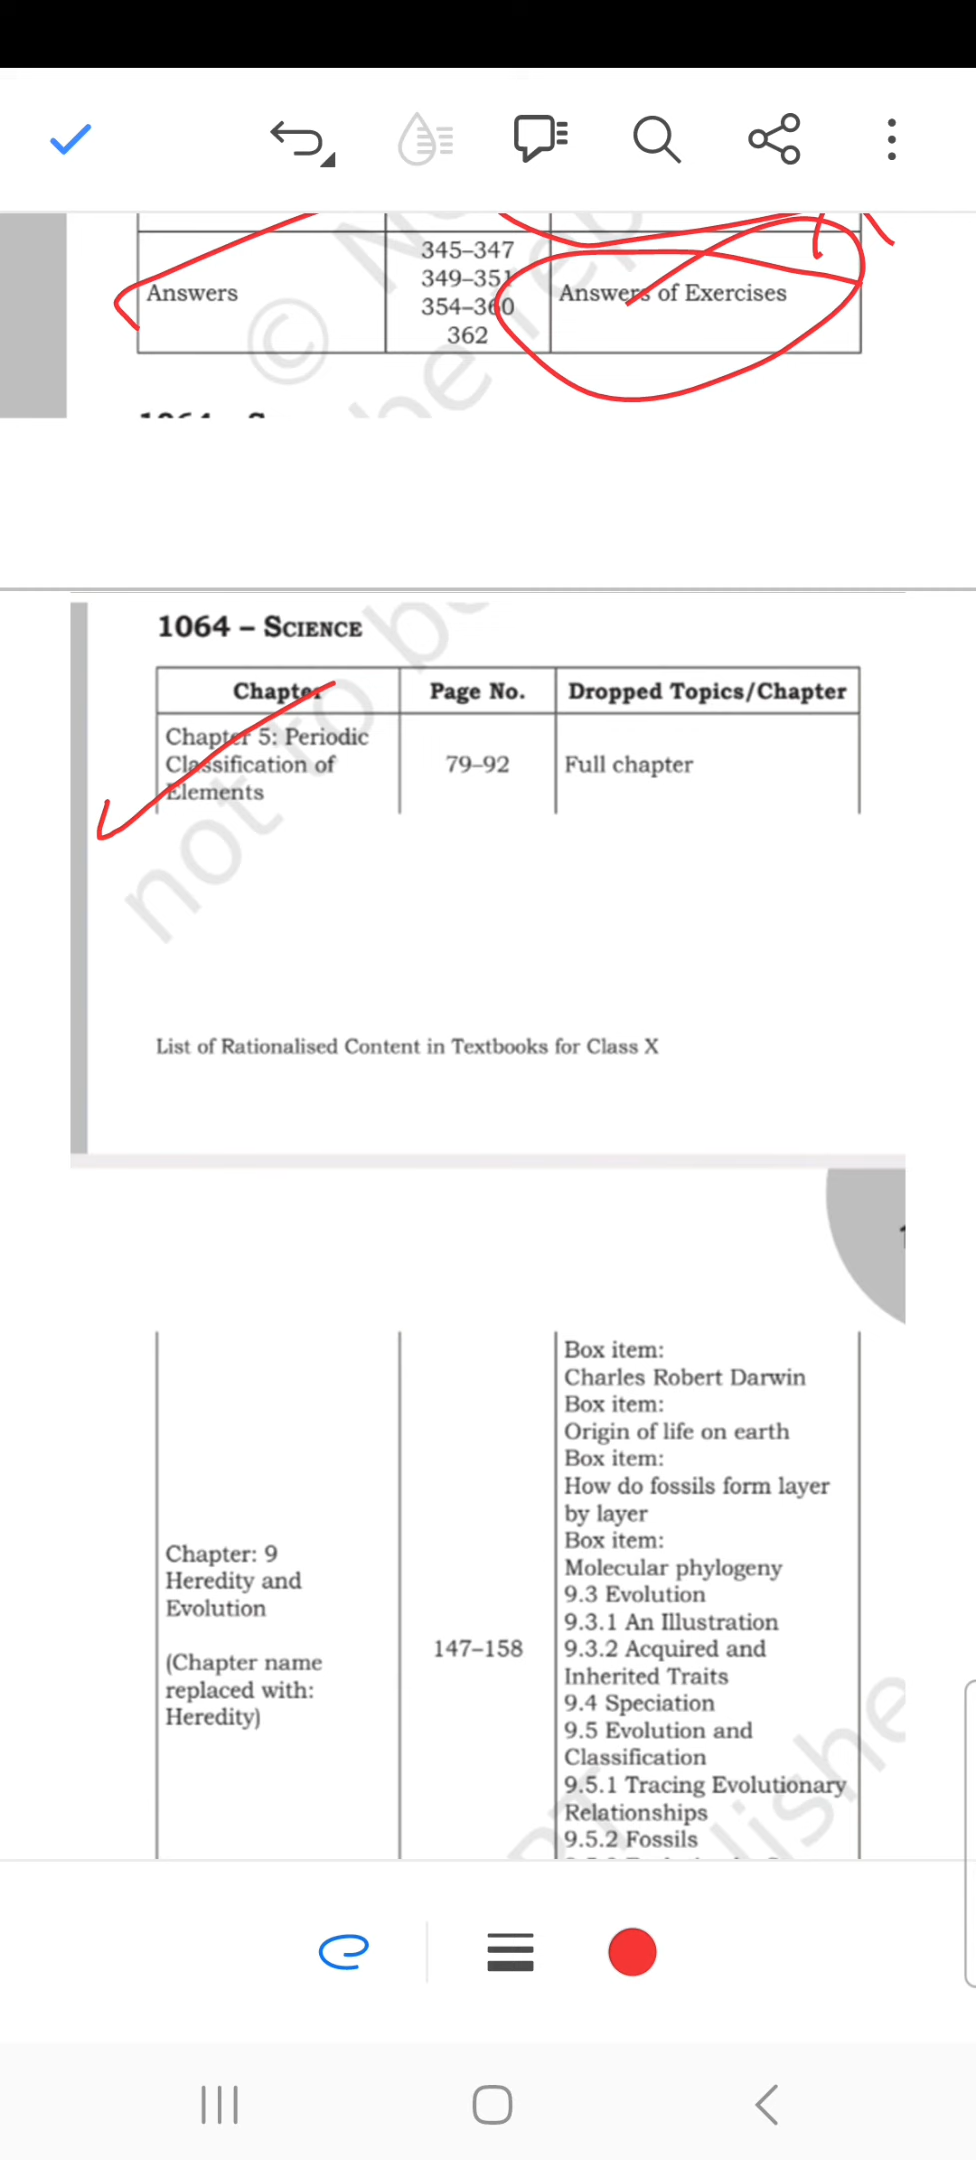 345–347
349–351
Answers
354–360
Answers of Exercises
362
1064 – SCIENCE
Chapter Page No. Dropped Topics/Chapter
Chapter 5: Periodic
Classification of
Elements
79–92
Full chapter
not to be
List of Rationalised Content in Textbooks for Class X
Chapter: 9
Heredity and
Evolution
(Chapter name
replaced with:
Heredity)
147–158
Box item:
Charles Robert Darwin
Box item:
Origin of life on earth
Box item:
How do fossils form layer
by layer
Box item:
Molecular phylogeny
9.3 Evolution
9.3.1 An Illustration
9.3.2 Acquired and
Inherited Traits
9.4 Speciation
9.5 Evolution and
Classification
9.5.1 Tracing Evolutionary
Relationships
9.5.2 Fossils